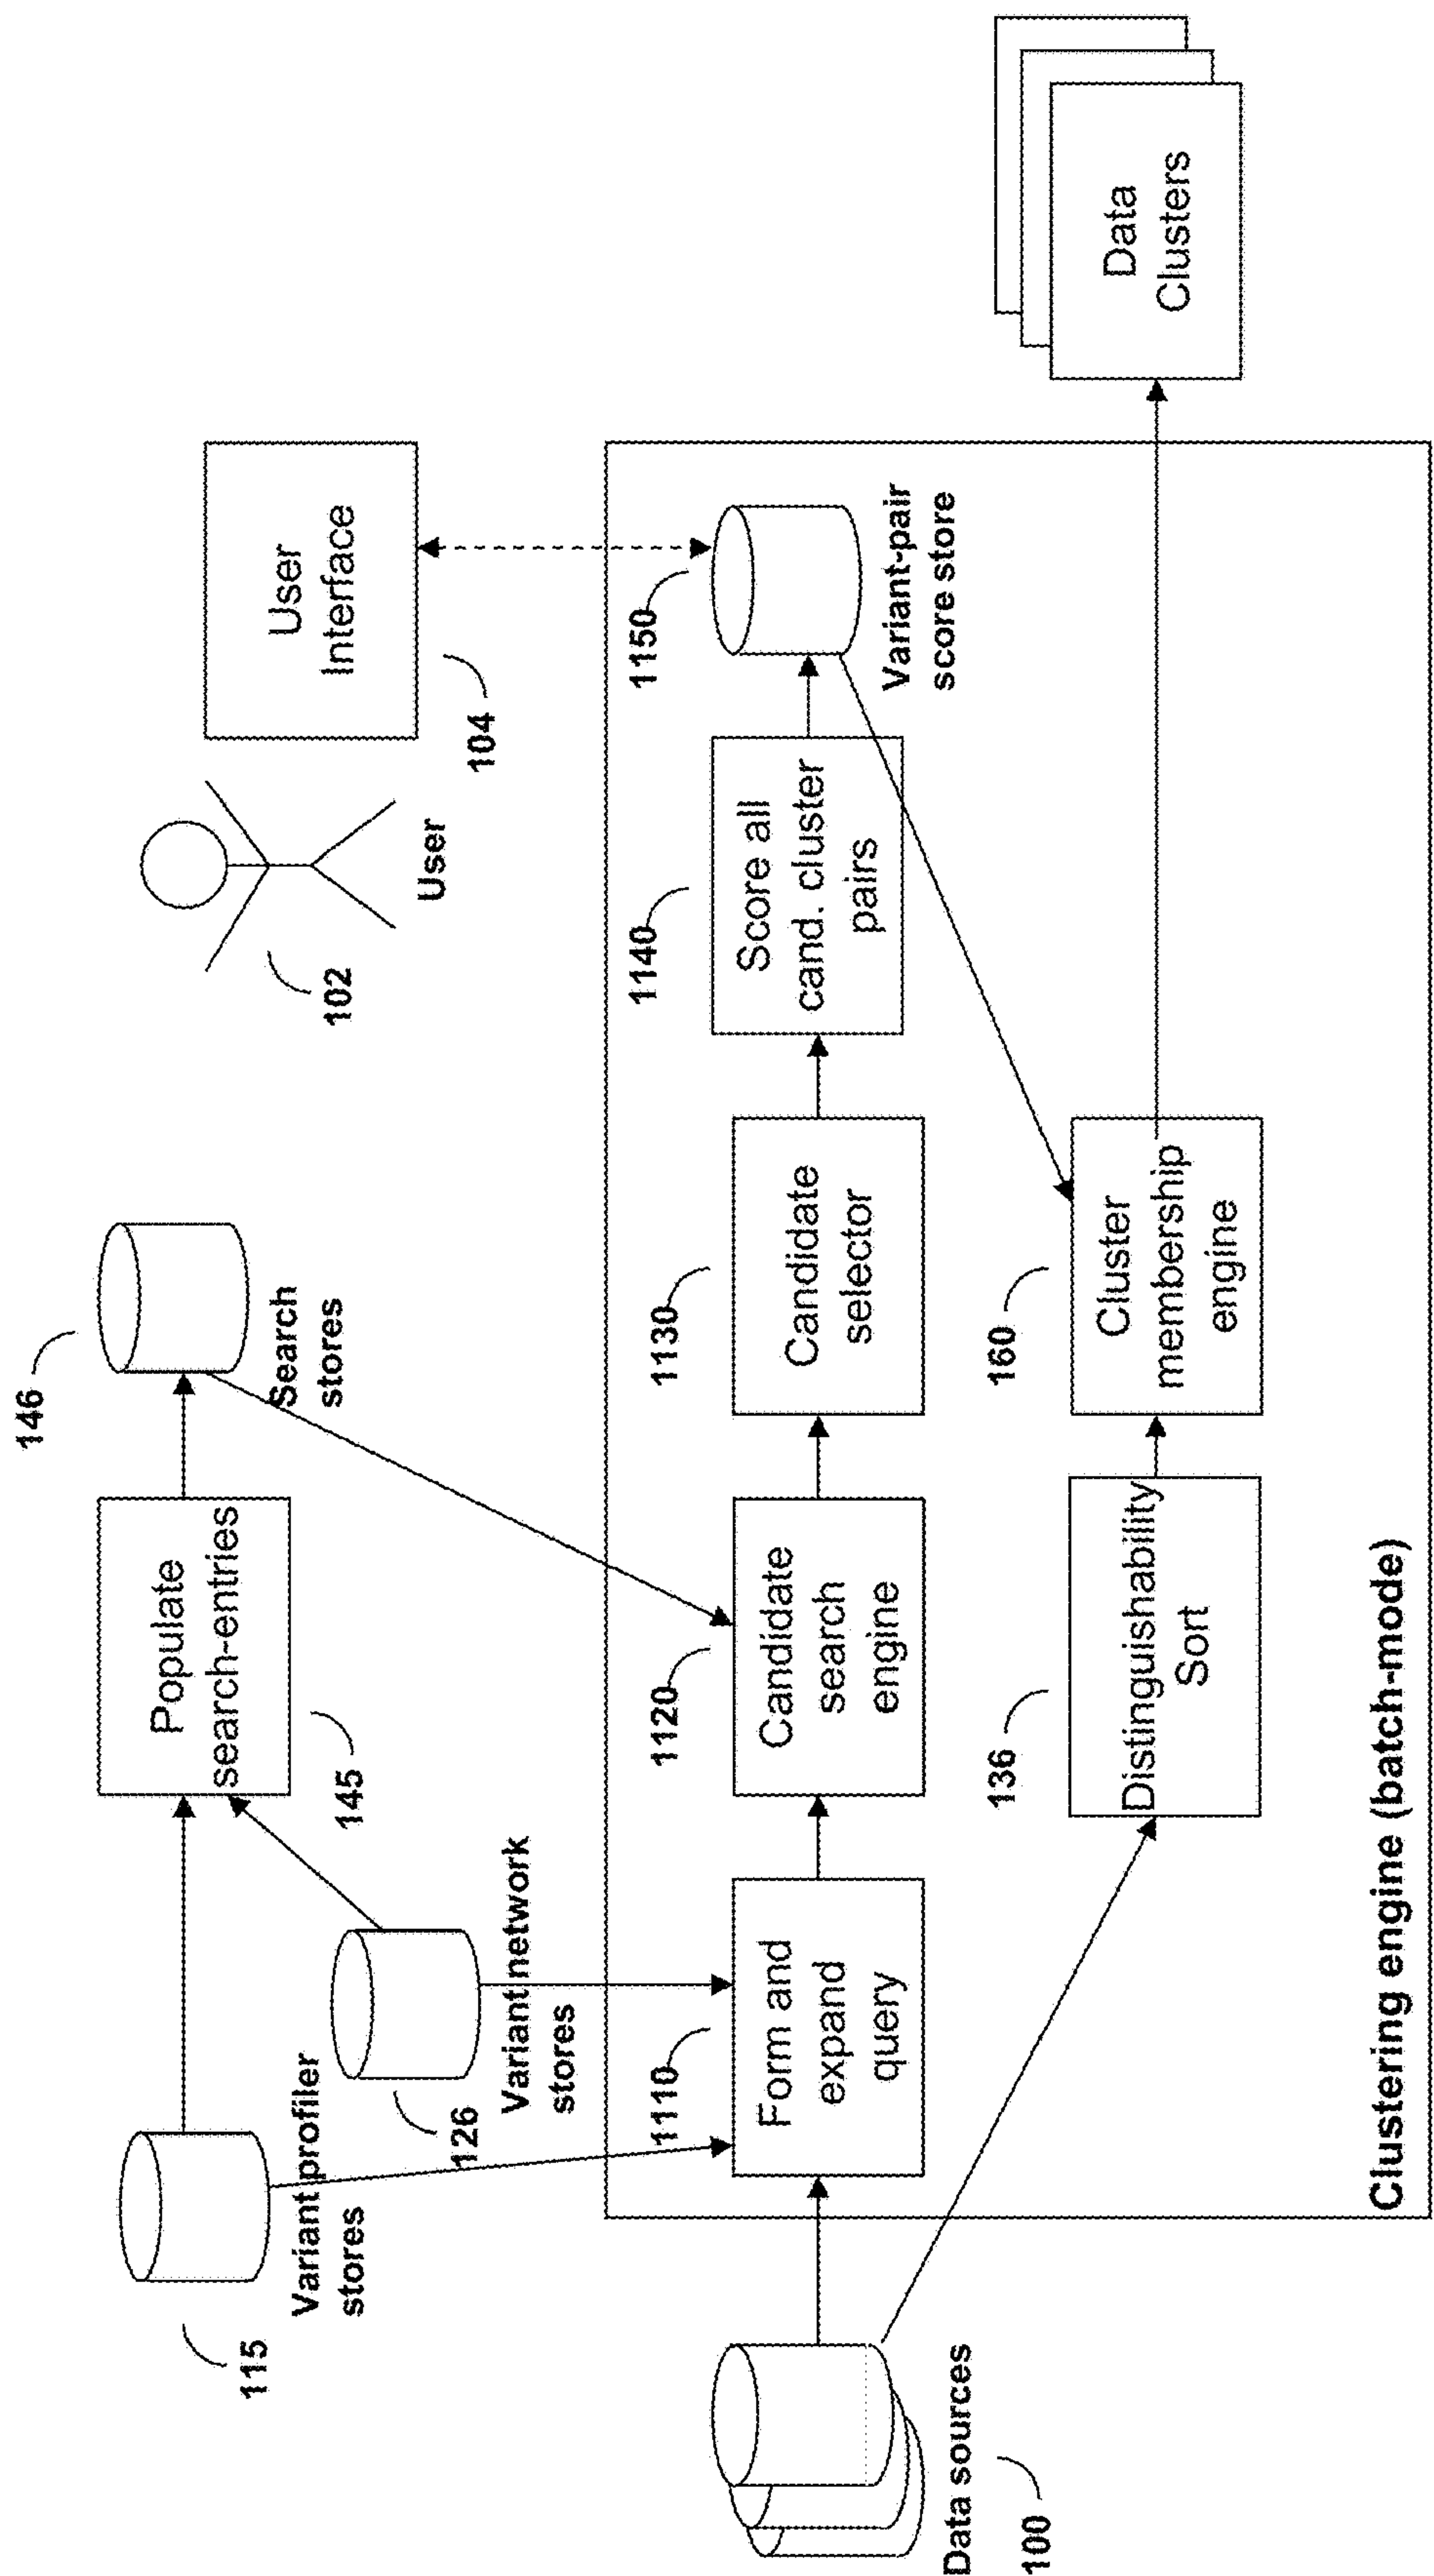 146
Search
stores
Populate
search-entries
145
115
Variant profiler
stores
126
Variant network
stores
102
User
104
User
Interface
100
Data sources
1110
Form and
expand
query
1120
Candidate
search
engine
1130
Candidate
selector
1140
Score all
cand. cluster
pairs
1150
Variant-pair
score store
136
Distinguishability
Sort
160
Cluster
membership
engine
Data
Clusters
Clustering engine (batch-mode)